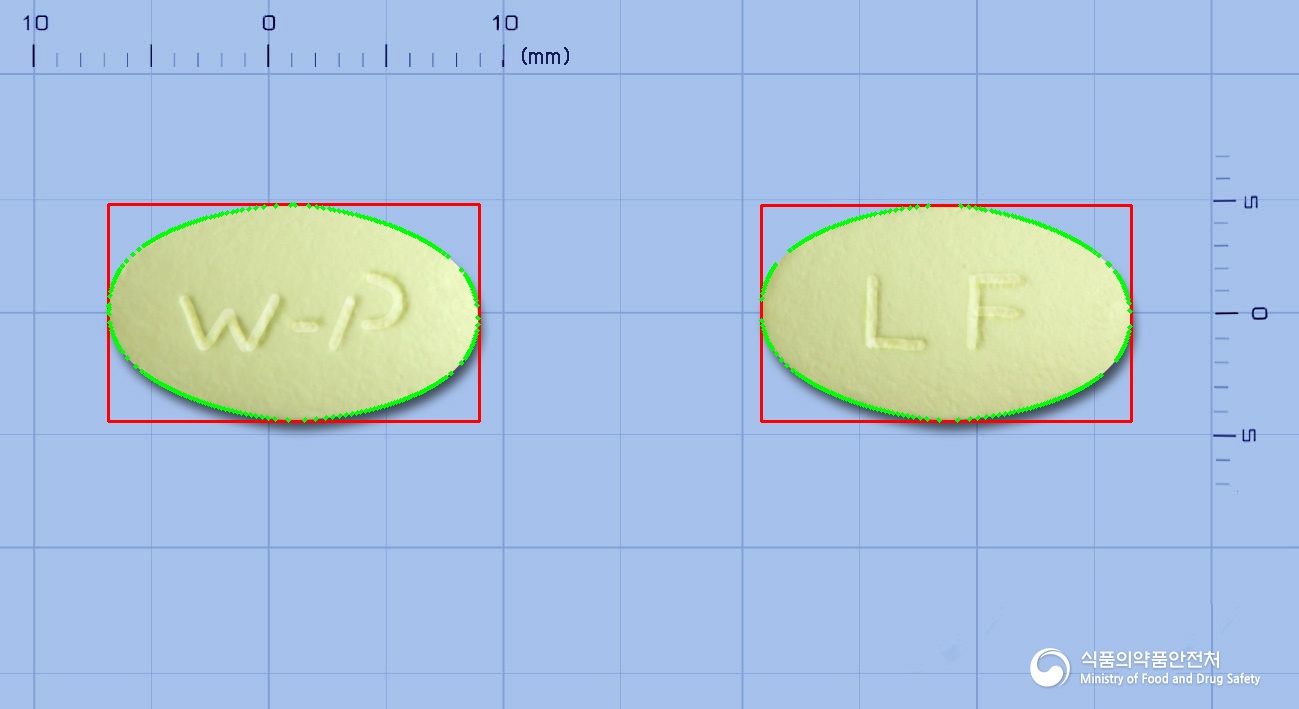 10 0 10
(mm)
W-P
LF
5
0
5
식품의약품안전처
Ministry of Food and Drug Safety